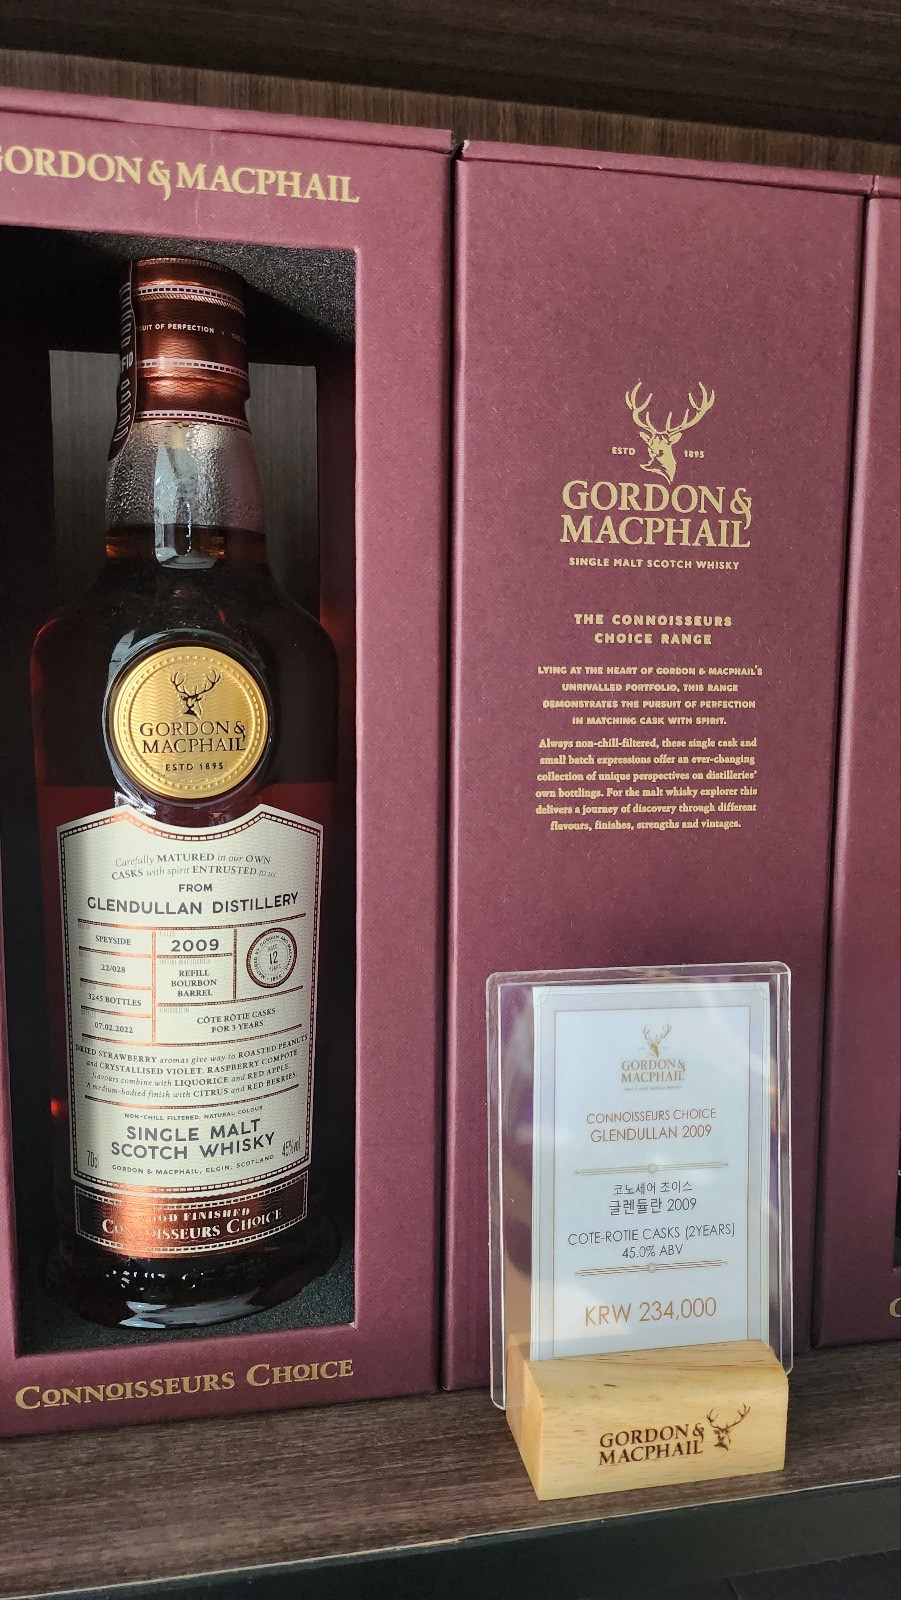 GORDON & MACPHAIL
UIT OF PERFECTION
GORDON &
MACPHAIL
ESTD 1895
Carefully MATURED in our OWN
CASKS with spirit ENTRUSTED to us
FROM
GLENDULLAN DISTILLERY
SPEYSIDE
22/028
3245 BOTTLES
07.02.2022
2009
INITIAL MATURATION
REFILL
BOURBON
BARREL
AGED
12
YEARS
FINISHED IN
CÔTE RÔTIE CASKS
FOR 3 YEARS
DRIED STRAWBERRY aromas give way to ROASTED PEANUTS
and CRYSTALLISED VIOLET. RASPBERRY COMPOTE
flavours combine with LIQUORICE and RED APPLE.
A medium-bodied finish with CITRUS and RED BERRIES.
NON-CHILL FILTERED. NATURAL COLOUR
SINGLE MALT
SCOTCH WHISKY
70cl
45%vol
GORDON & MACPHAIL, ELGIN, SCOTLAND
WOOD FINISHED
CONNOISSEURS CHOICE
CONNOISSEURS CHOICE
ESTD 1895
GORDON &
MACPHAIL
SINGLE MALT SCOTCH WHISKY
THE CONNOISSEURS
CHOICE RANGE
LYING AT THE HEART OF GORDON & MACPHAIL'S
UNRIVALLED PORTFOLIO, THIS RANGE
DEMONSTRATES THE PURSUIT OF PERFECTION
IN MATCHING CASK WITH SPIRIT.
Always non-chill-filtered, these single cask and
small batch expressions offer an ever-changing
collection of unique perspectives on distilleries'
own bottlings. For the malt whisky explorer this
delivers a journey of discovery through different
flavours, finishes, strengths and vintages.
GORDON &
MACPHAIL
CONNOISSEURS CHOICE
GLENDULLAN 2009
코노세어 초이스
글렌듈란 2009
COTE-ROTIE CASKS (2YEARS)
45.0% ABV
KRW 234,000
GORDON &
MACPHAIL